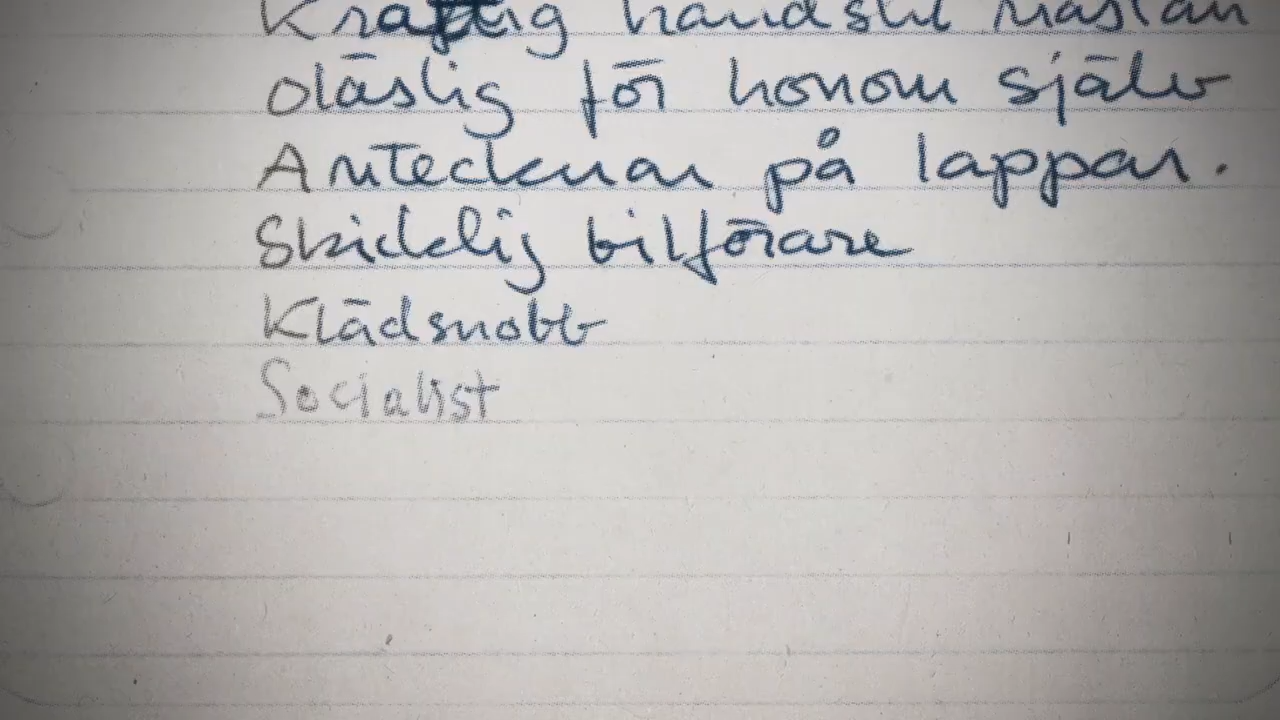 Kraftig handstil nästan
oläslig för honom själv
Antecknar på lappar.
Skicklig bilförare
Klädsnobb
Socialist